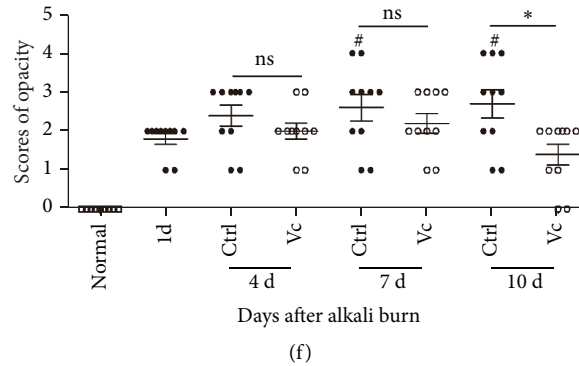 5
4
3
2
1
0
Scores of opacity
ns
ns
*
#
#
Normal
1d
Ctrl
Vc
Ctrl
Vc
Ctrl
Vc
4 d
7 d
10 d
Days after alkali burn
(f)